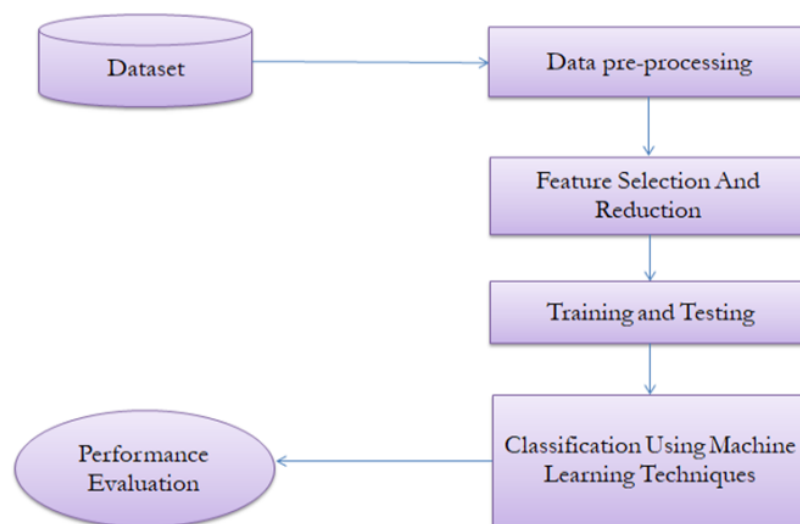 Dataset
Data pre-processing
Feature Selection And
Reduction
Training and Testing
Classification Using Machine
Learning Techniques
Performance
Evaluation